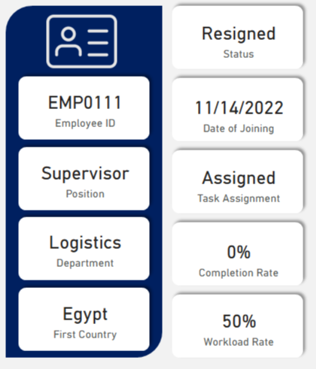 EMP0111
Employee ID
Supervisor
Position
Logistics
Department
Egypt
First Country
Resigned
Status
11/14/2022
Date of Joining
Assigned
Task Assignment
0%
Completion Rate
50%
Workload Rate